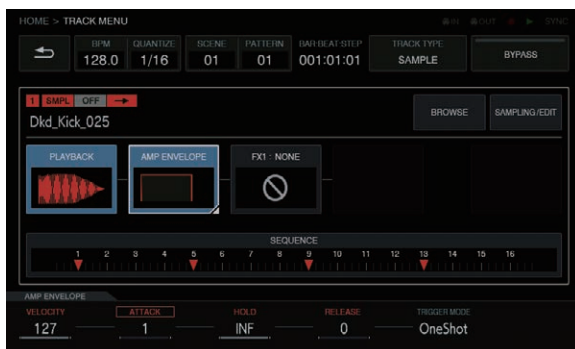 HOME > TRACK MENU
IN OUT SYNC
BPM QUANTIZE SCENE PATTERN BAR:BEAT:STEP TRACK TYPE
128.0 1/16 01 01 001:01:01 SAMPLE BYPASS
1 SMPL OFF
Dkd_Kick_025
BROWSE SAMPLING/EDIT
PLAYBACK AMP ENVELOPE FX1 : NONE
SEQUENCE
1 2 3 4 5 6 7 8 9 10 11 12 13 14 15 16
AMP ENVELOPE
VELOCITY ATTACK HOLD RELEASE TRIGGER MODE
127 1 INF 0 OneShot